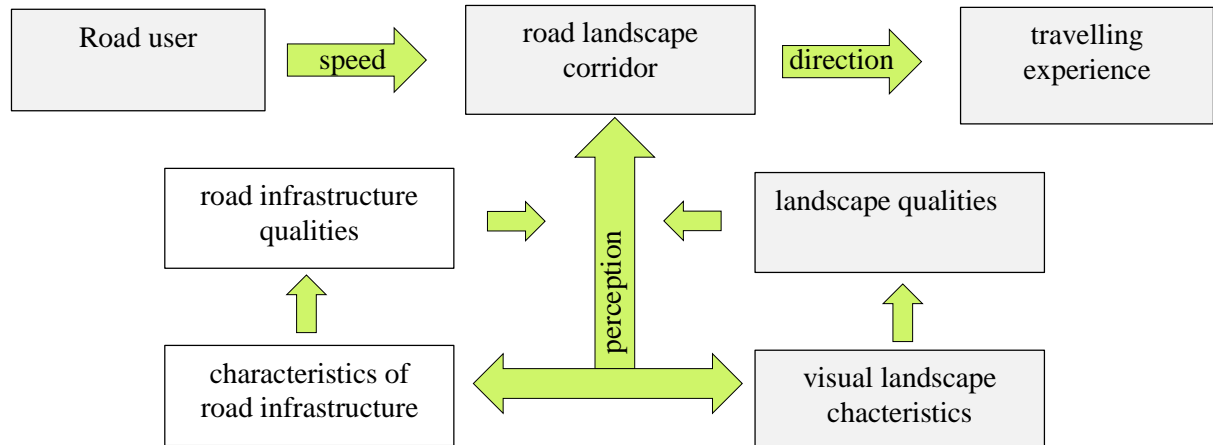 Road user
speed
road landscape
corridor
direction
travelling
experience
road infrastructure
qualities
perception
landscape qualities
characteristics of
road infrastructure
visual landscape
chacteristics